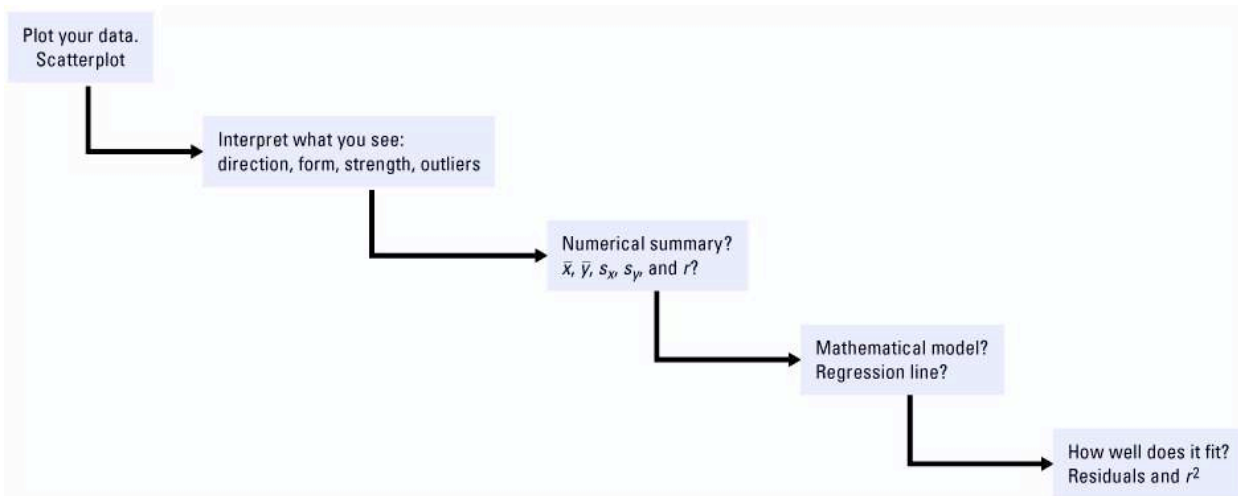 Plot your data.
Scatterplot
Interpret what you see:
direction, form, strength, outliers
Numerical summary?
x̄, ȳ, sₓ, s_y, and r?
Mathematical model?
Regression line?
How well does it fit?
Residuals and r²